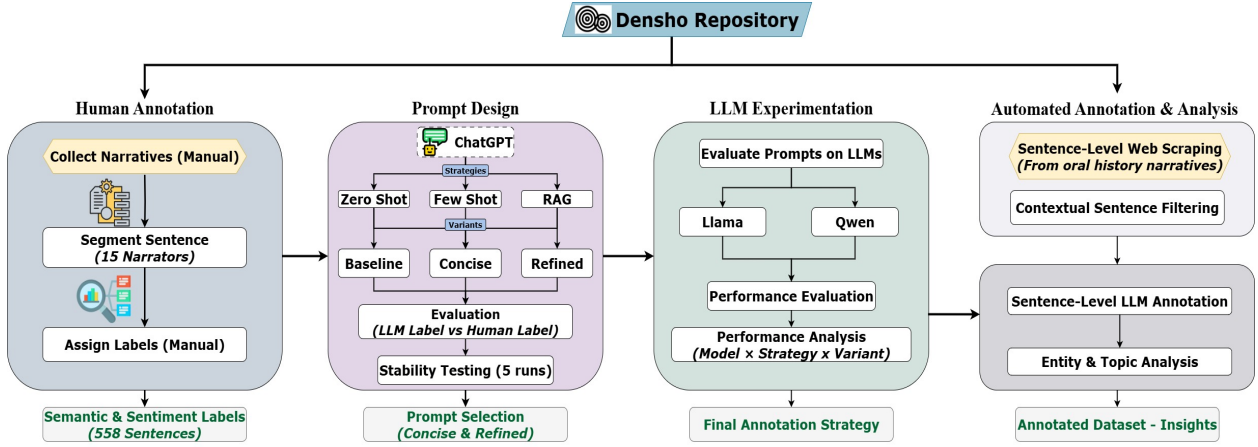 Densho Repository
Human Annotation
Collect Narratives (Manual)
Segment Sentence
(15 Narrators)
Assign Labels (Manual)
Semantic & Sentiment Labels
(558 Sentences)
Prompt Design
ChatGPT
Strategies
Zero Shot
Few Shot
RAG
Variants
Baseline
Concise
Refined
Evaluation
(LLM Label vs Human Label)
Stability Testing (5 runs)
Prompt Selection
(Concise & Refined)
LLM Experimentation
Evaluate Prompts on LLMs
Llama
Qwen
Performance Evaluation
Performance Analysis
(Model × Strategy x Variant)
Final Annotation Strategy
Automated Annotation & Analysis
Sentence-Level Web Scraping
(From oral history narratives)
Contextual Sentence Filtering
Sentence-Level LLM Annotation
Entity & Topic Analysis
Annotated Dataset - Insights